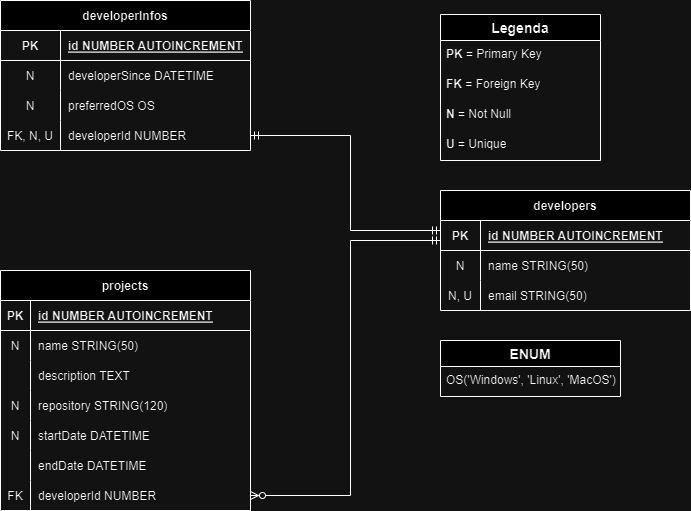 developerInfos
PK id NUMBER AUTOINCREMENT
N developerSince DATETIME
N preferredOS OS
FK, N, U developerId NUMBER
Legenda
PK = Primary Key
FK = Foreign Key
N = Not Null
U = Unique
developers
PK id NUMBER AUTOINCREMENT
N name STRING(50)
N, U email STRING(50)
projects
PK id NUMBER AUTOINCREMENT
N name STRING(50)
description TEXT
N repository STRING(120)
N startDate DATETIME
endDate DATETIME
FK developerId NUMBER
ENUM
OS('Windows', 'Linux', 'MacOS')